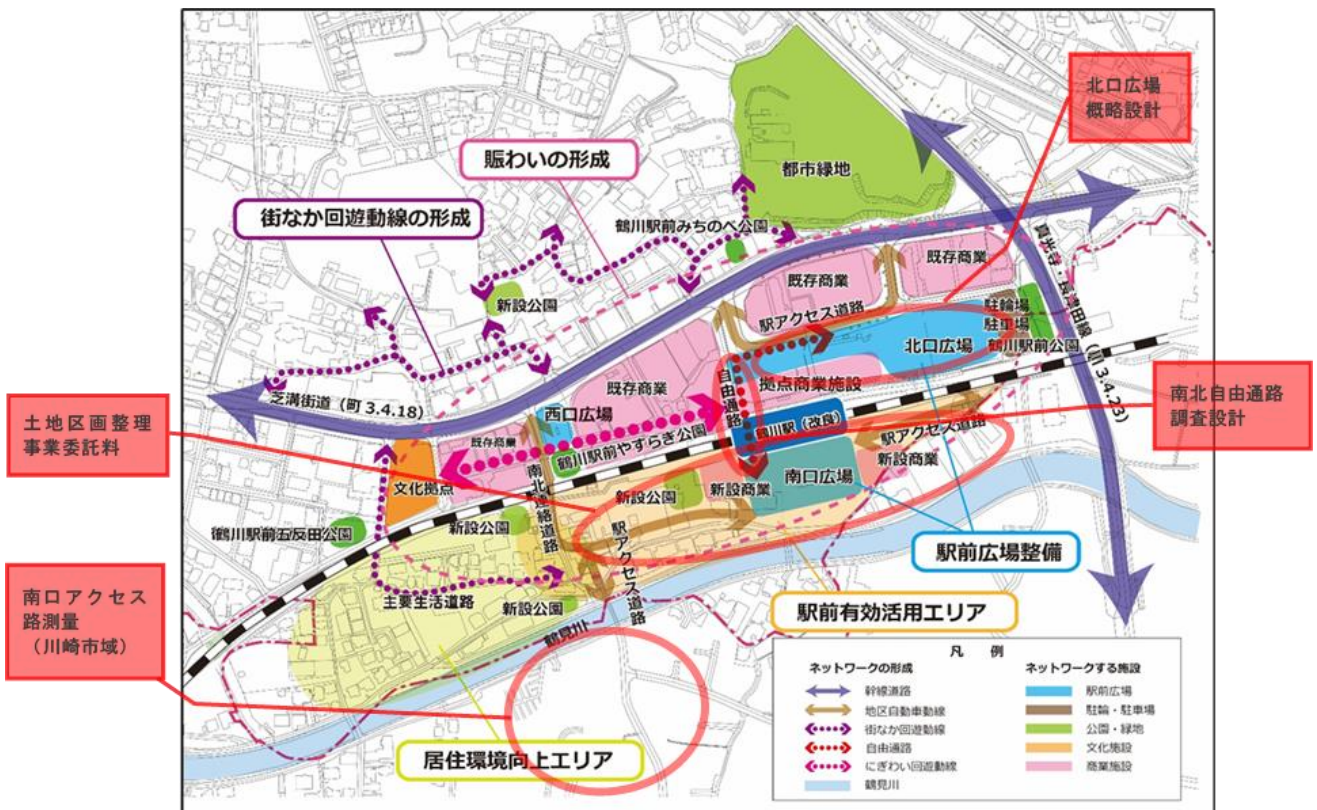 北口広場
概略設計
都市緑地
賑わいの形成
街なか回遊動線の形成
鶴川駅前みちのべ公園
既存商業
既存商業
真光寺・長津田線(町3.4.23)
新設公園
駅アクセス道路
駐輪場
駐車場
北口広場
鶴川駅前公園
自由通路
拠点商業施設
既存商業
南北自由通路
調査設計
芝溝街道(町 3.4.18)
西口広場
土地区画整理
事業委託料
既存商業
鶴川駅(改良)
駅アクセス道路
鶴川駅前やすらぎ公園
新設商業
文化拠点
南北連絡道路
新設公園
新設商業
南口広場
鶴川駅前五反田公園
新設公園
駅前広場整備
駅アクセス道路
南口アクセス
路測量
(川崎市域)
主要生活道路
新設公園
駅前有効活用エリア
鶴見川
居住環境向上エリア
凡 例
ネットワークの形成
幹線道路
地区自動車動線
街なか回遊動線
自由通路
にぎわい回遊動線
鶴見川
ネットワークする施設
駅前広場
駐輪・駐車場
公園・緑地
文化施設
商業施設